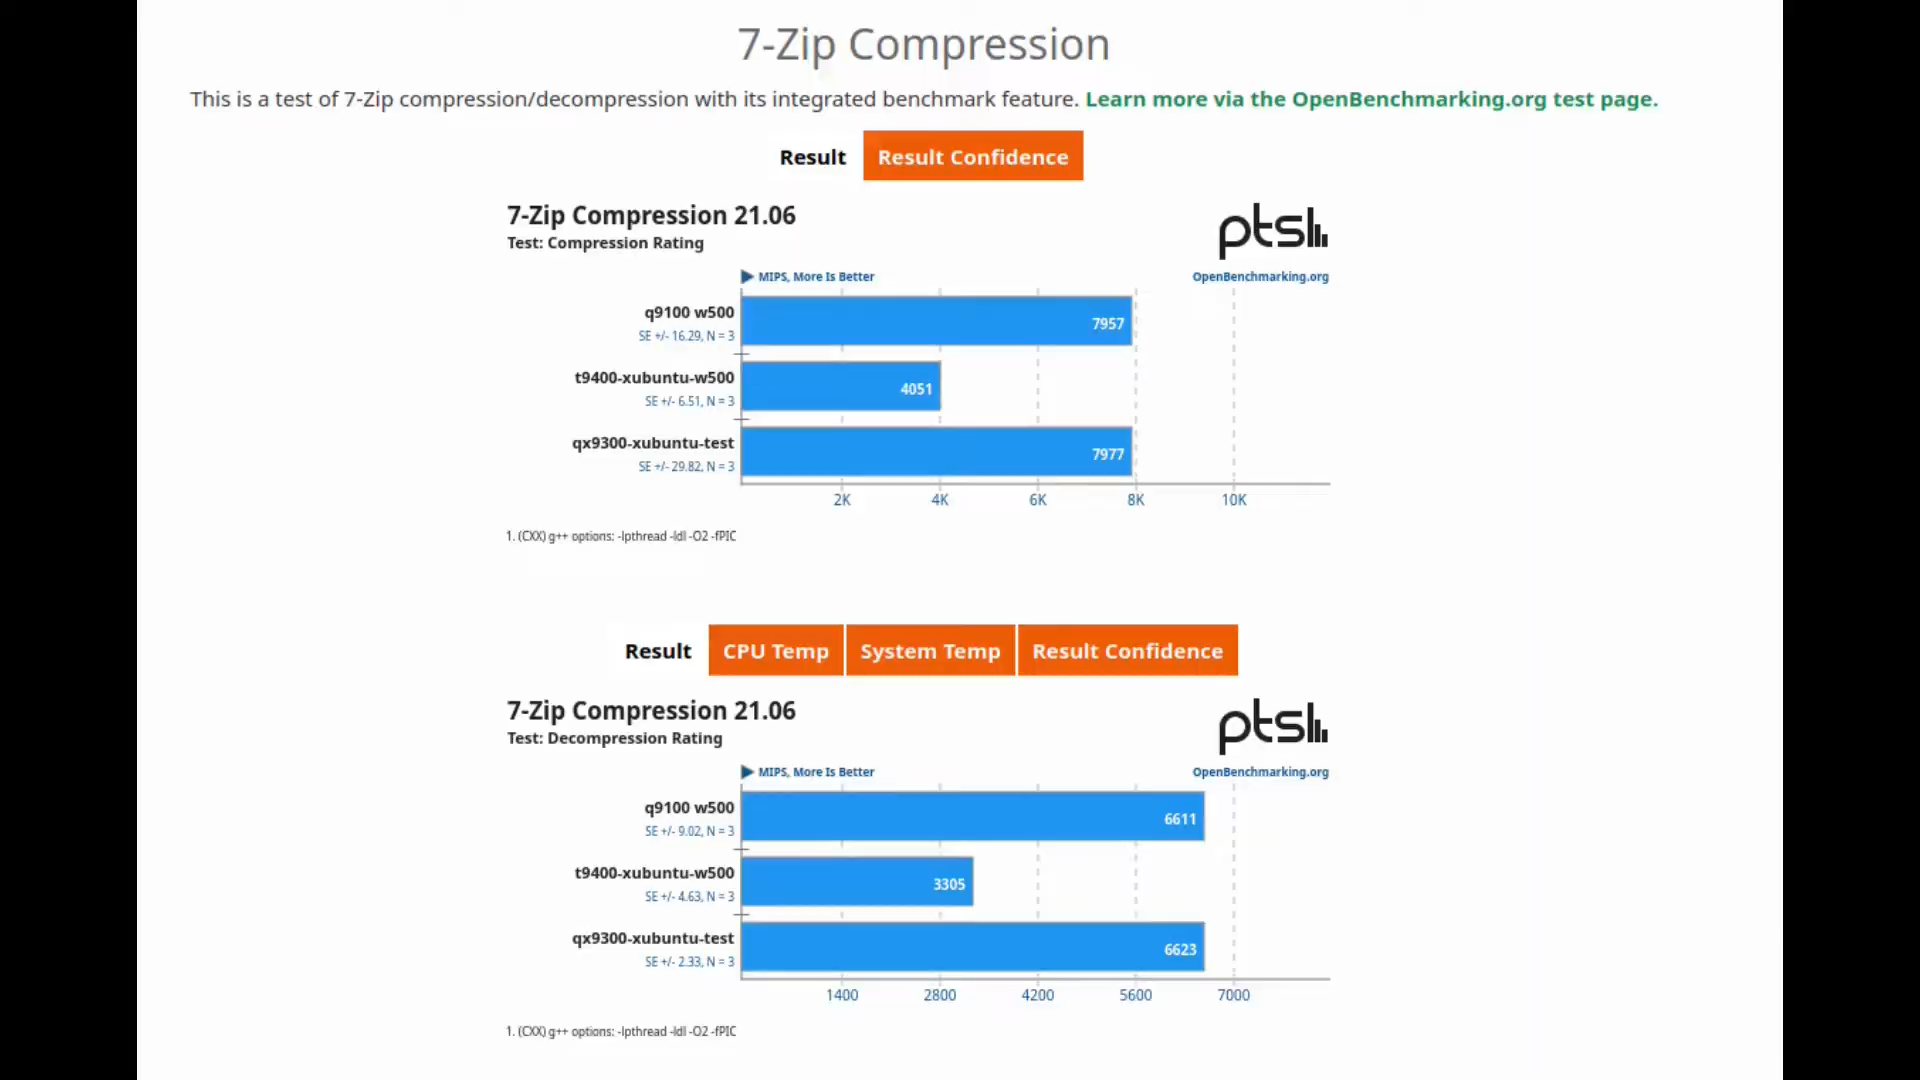 7-Zip Compression
This is a test of 7-Zip compression/decompression with its integrated benchmark feature. Learn more via the OpenBenchmarking.org test page.
Result Result Confidence
7-Zip Compression 21.06
Test: Compression Rating
ptsl
MIPS, More Is Better
OpenBenchmarking.org
q9100 w500
SE +/- 16.29, N = 3
7957
t9400-xubuntu-w500
SE +/- 6.51, N = 3
4051
qx9300-xubuntu-test
SE +/- 29.82, N = 3
7977
2K 4K 6K 8K 10K
1. (CXX) g++ options: -lpthread -ldl -O2 -fPIC
Result CPU Temp System Temp Result Confidence
7-Zip Compression 21.06
Test: Decompression Rating
ptsl
MIPS, More Is Better
OpenBenchmarking.org
q9100 w500
SE +/- 9.02, N = 3
6611
t9400-xubuntu-w500
SE +/- 4.63, N = 3
3305
qx9300-xubuntu-test
SE +/- 2.33, N = 3
6623
1400 2800 4200 5600 7000
1. (CXX) g++ options: -lpthread -ldl -O2 -fPIC